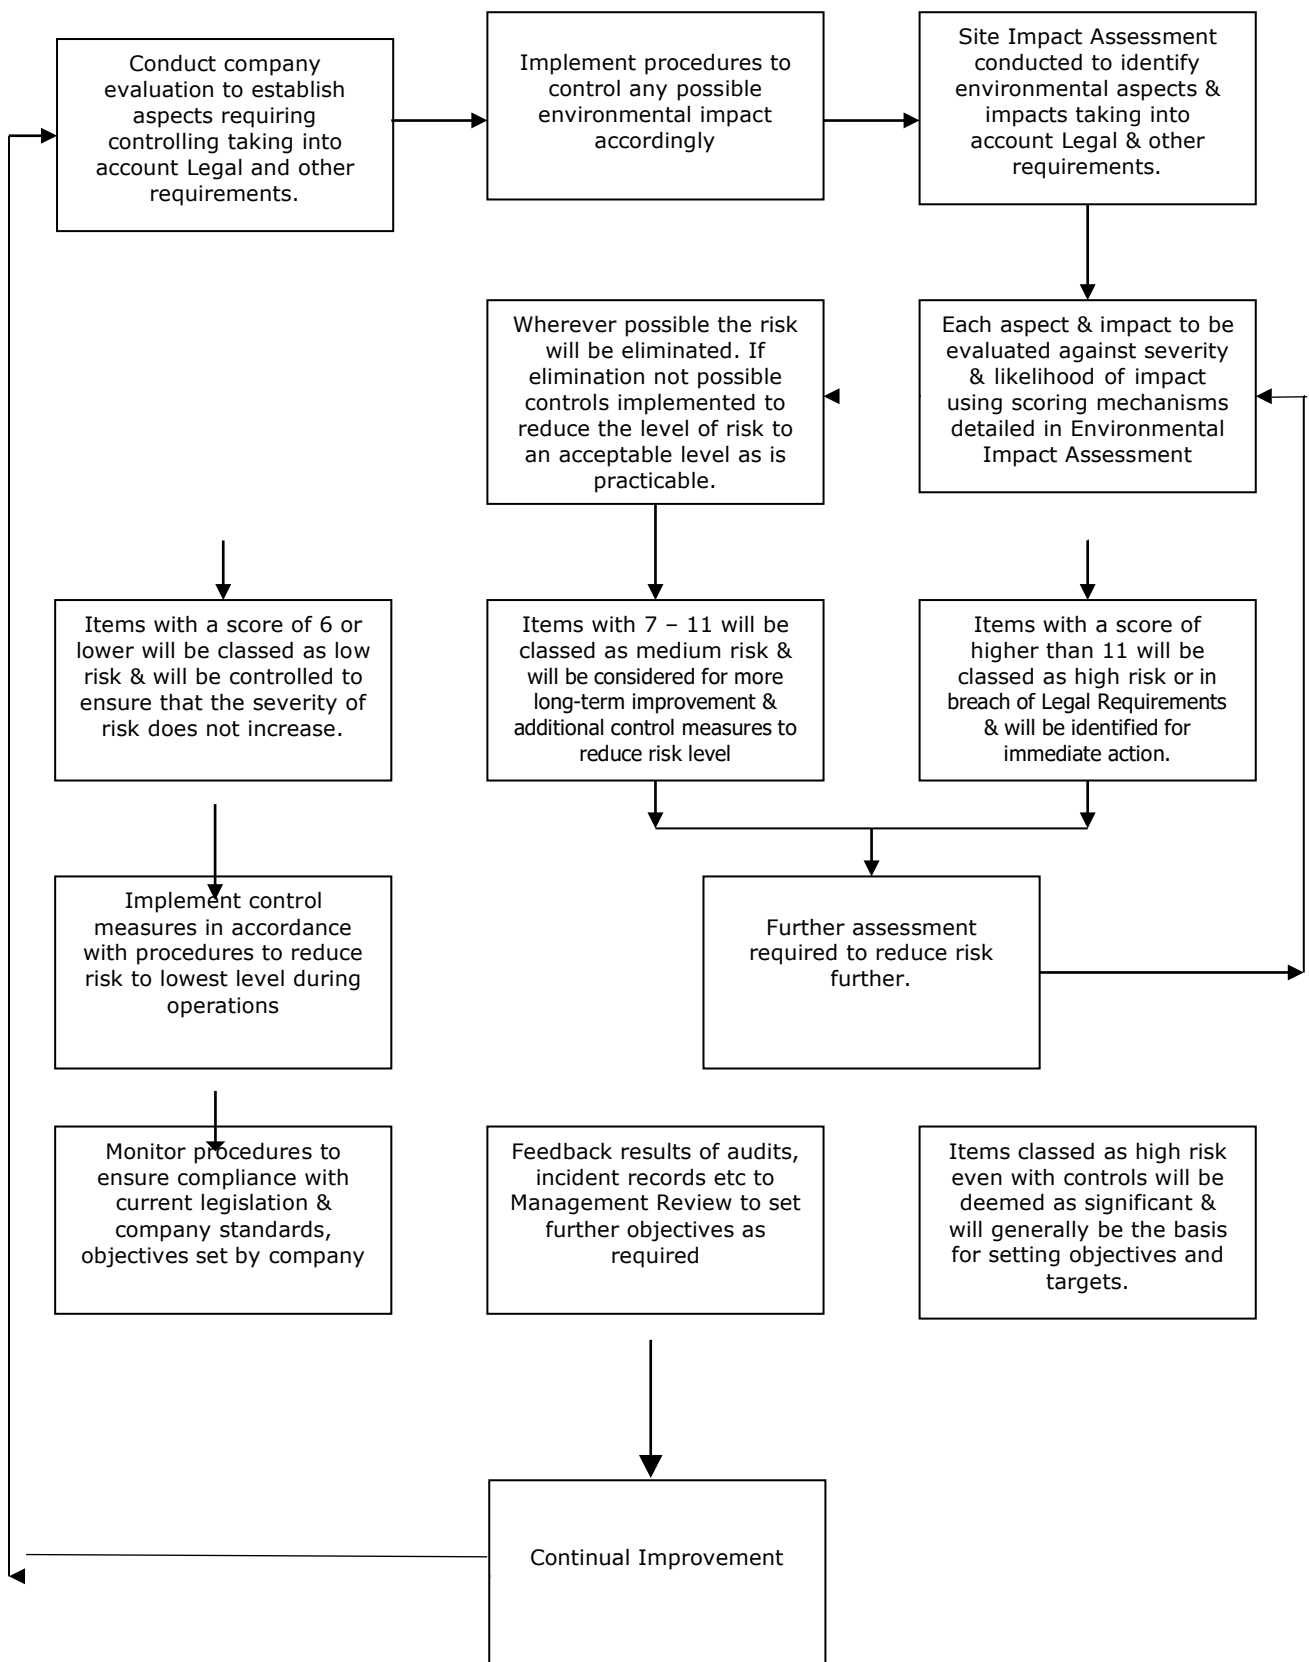 Conduct company
evaluation to establish
aspects requiring
controlling taking into
account Legal and other
requirements.
Implement procedures to
control any possible
environmental impact
accordingly
Site Impact Assessment
conducted to identify
environmental aspects &
impacts taking into
account Legal & other
requirements.
Wherever possible the risk
will be eliminated. If
elimination not possible
controls implemented to
reduce the level of risk to
an acceptable level as is
practicable.
Each aspect & impact to be
evaluated against severity
& likelihood of impact
using scoring mechanisms
detailed in Environmental
Impact Assessment
Items with a score of 6 or
lower will be classed as low
risk & will be controlled to
ensure that the severity of
risk does not increase.
Items with 7 – 11 will be
classed as medium risk &
will be considered for more
long-term improvement &
additional control measures to
reduce risk level
Items with a score of
higher than 11 will be
classed as high risk or in
breach of Legal Requirements
& will be identified for
immediate action.
Implement control
measures in accordance
with procedures to reduce
risk to lowest level during
operations
Further assessment
required to reduce risk
further.
Monitor procedures to
ensure compliance with
current legislation &
company standards,
objectives set by company
Feedback results of audits,
incident records etc to
Management Review to set
further objectives as
required
Items classed as high risk
even with controls will be
deemed as significant &
will generally be the basis
for setting objectives and
targets.
Continual Improvement